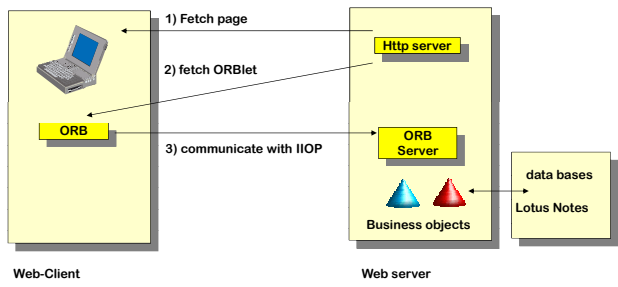 1) Fetch page
Http server
2) fetch ORBlet
ORB
ORB
Server
3) communicate with IIOP
data bases
Lotus Notes
Business objects
Web-Client
Web server